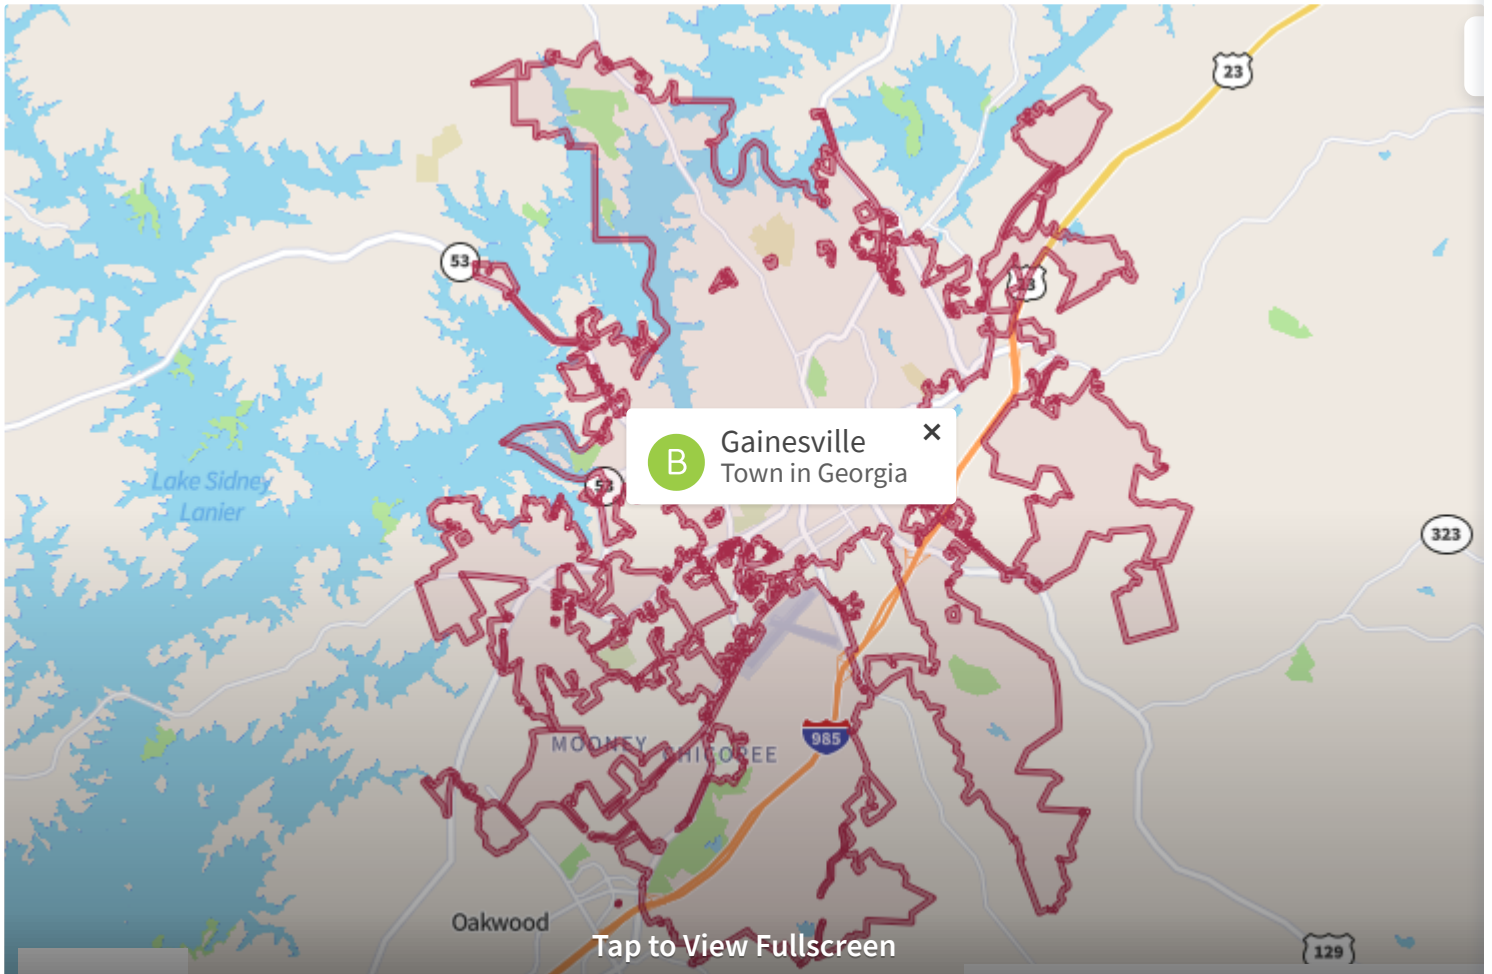 23
53
23
B
Gainesville
Town in Georgia
×
53
Lake Sidney
Lanier
323
MOONEY
CHICOPEE
985
Oakwood
Tap to View Fullscreen
129